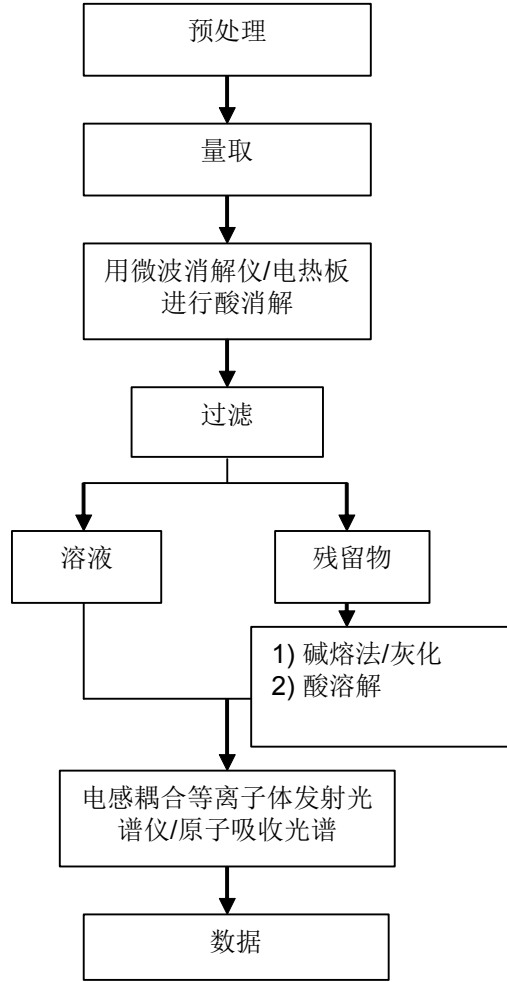 预处理
量取
用微波消解仪/电热板
进行酸消解
过滤
溶液
残留物
1) 碱熔法/灰化
2) 酸溶解
电感耦合等离子体发射光
谱仪/原子吸收光谱
数据